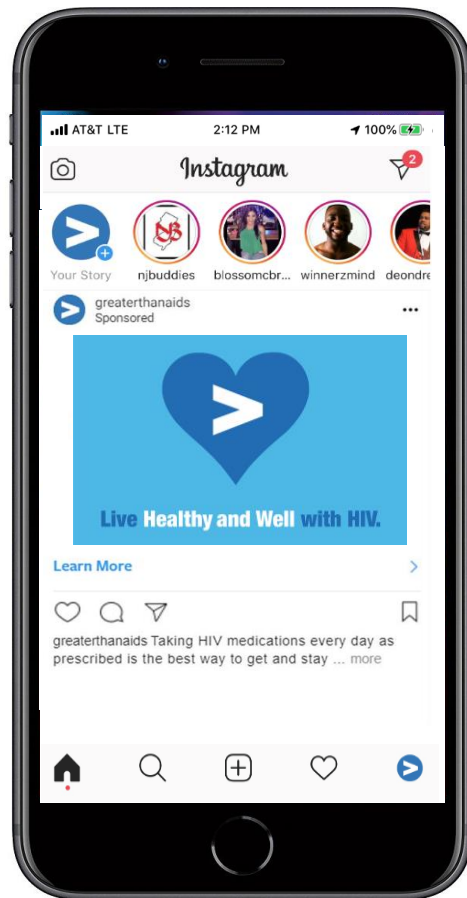 AT&T LTE 2:12 PM 100%
Instagram 2
NB
Your Story njbuddies blossomcbr... winnerzmind deondre
greaterthanaids
Sponsored
...
>
Live Healthy and Well with HIV.
Learn More >
greaterthanaids Taking HIV medications every day as
prescribed is the best way to get and stay ... more